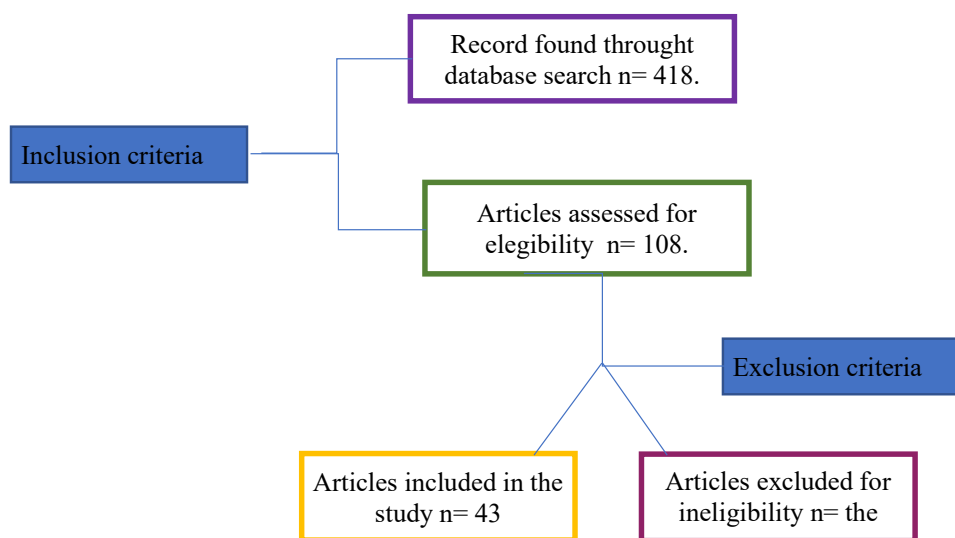 Record found throught
database search n= 418.
Inclusion criteria
Articles assessed for
elegibility n= 108.
Exclusion criteria
Articles included in the
study n= 43
Articles excluded for
ineligibility n= the